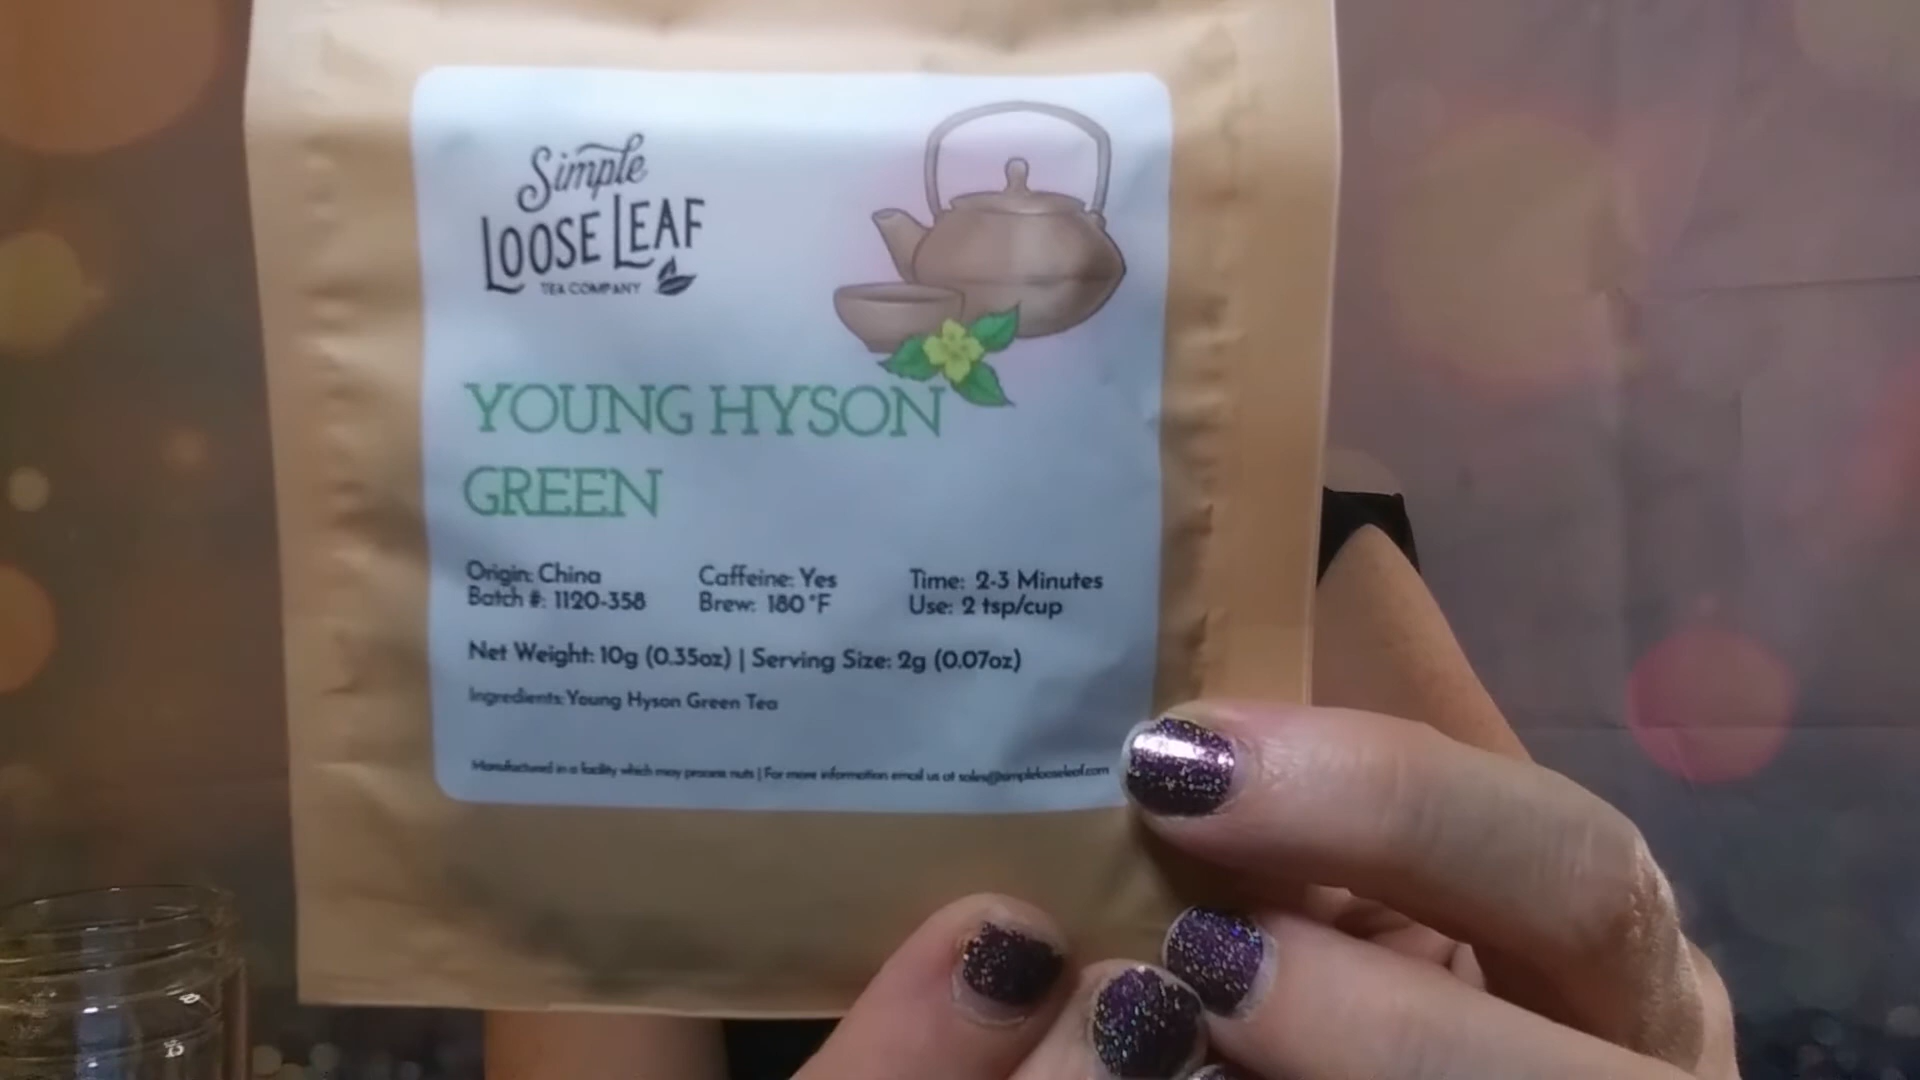 Simple
LOOSE LEAF
TEA COMPANY
YOUNG HYSON
GREEN
Origin: China Caffeine: Yes Time: 2-3 Minutes
Batch #: 1120-358 Brew: 180°F Use: 2 tsp/cup
Net Weight: 10g (0.35oz) | Serving Size: 2g (0.07oz)
Ingredients: Young Hyson Green Tea
Manufactured in a facility which may process nuts | For more information email us at sales@simplelooseleaf.com